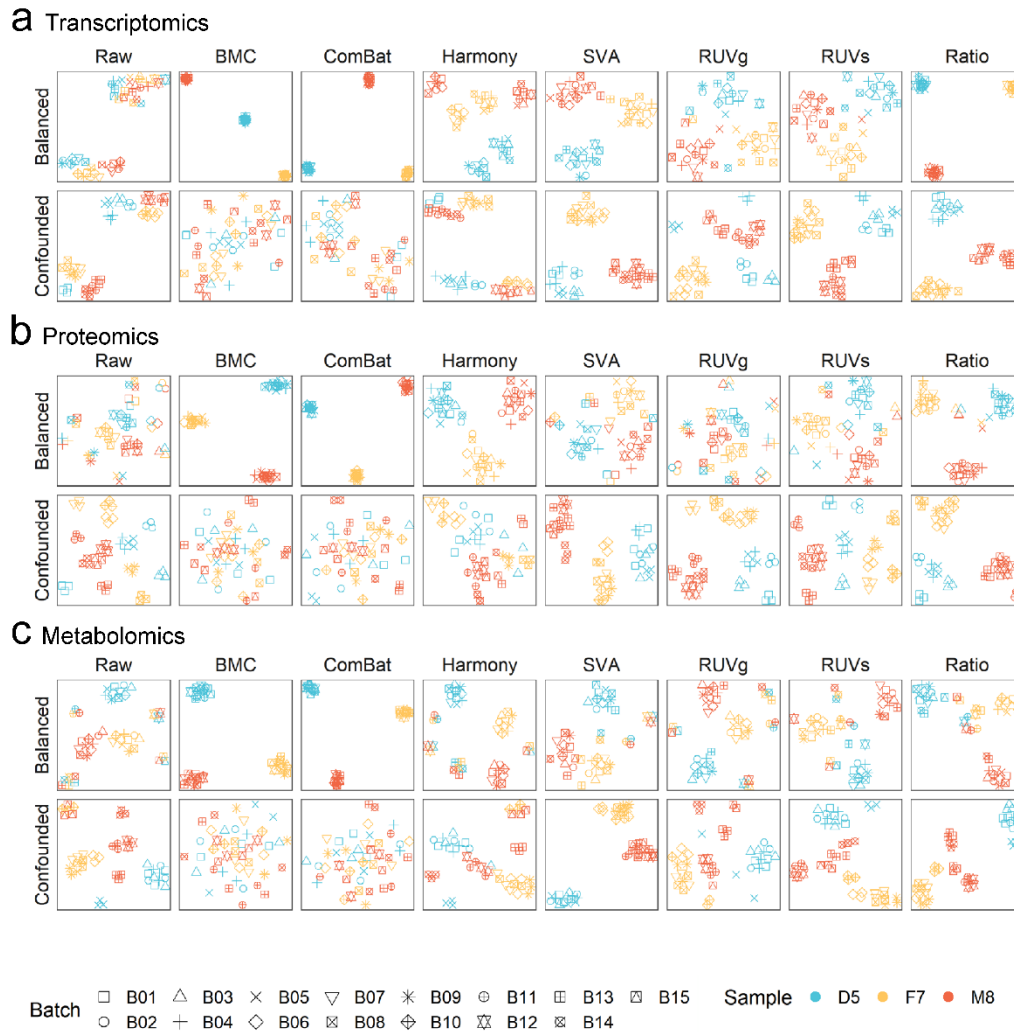 a Transcriptomics
Raw BMC ComBat Harmony SVA RUVg RUVs Ratio
Balanced
Confounded
b Proteomics
Raw BMC ComBat Harmony SVA RUVg RUVs Ratio
Balanced
Confounded
c Metabolomics
Raw BMC ComBat Harmony SVA RUVg RUVs Ratio
Balanced
Confounded
Batch B01 B03 B05 B07 B09 B11 B13 B15 Sample D5 F7 M8
B02 B04 B06 B08 B10 B12 B14